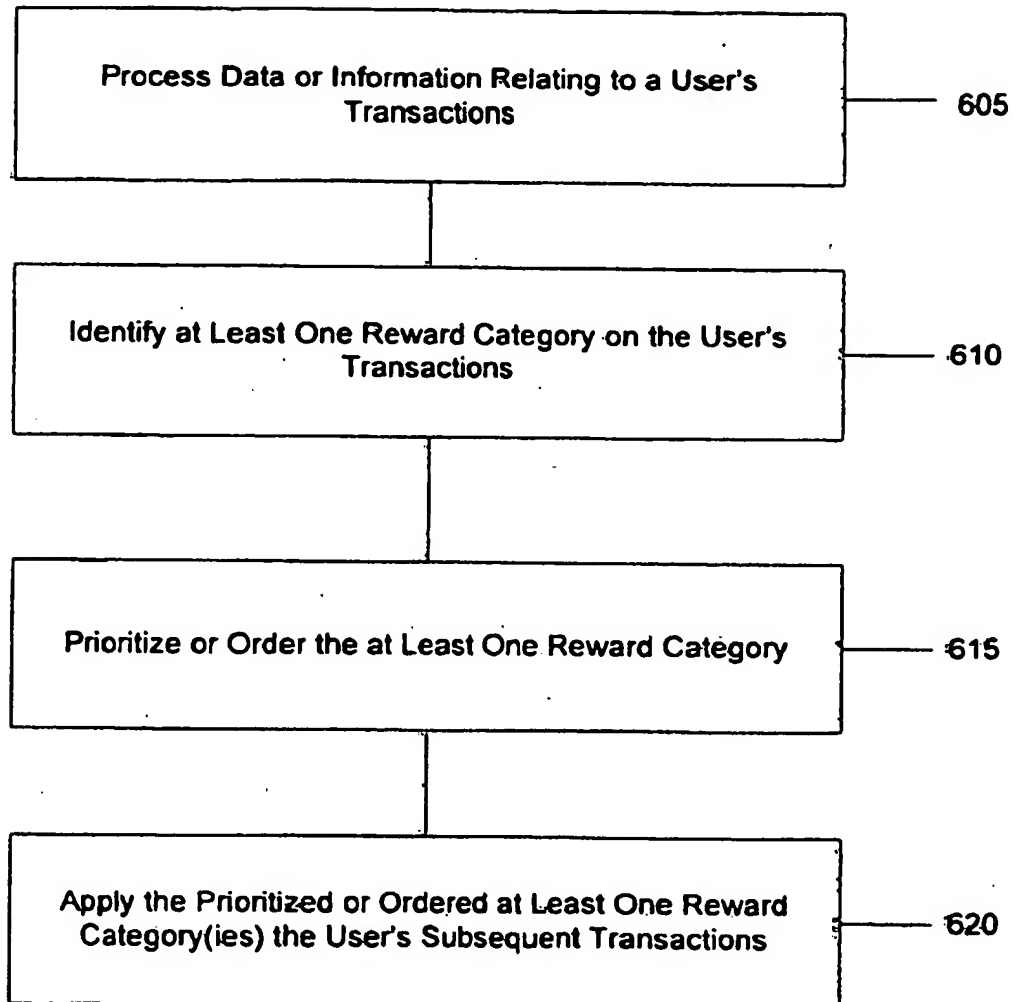 Process Data or Information Relating to a User's
Transactions
605
Identify at Least One Reward Category on the User's
Transactions
610
Prioritize or Order the at Least One Reward Category
615
Apply the Prioritized or Ordered at Least One Reward
Category(ies) the User's Subsequent Transactions
620